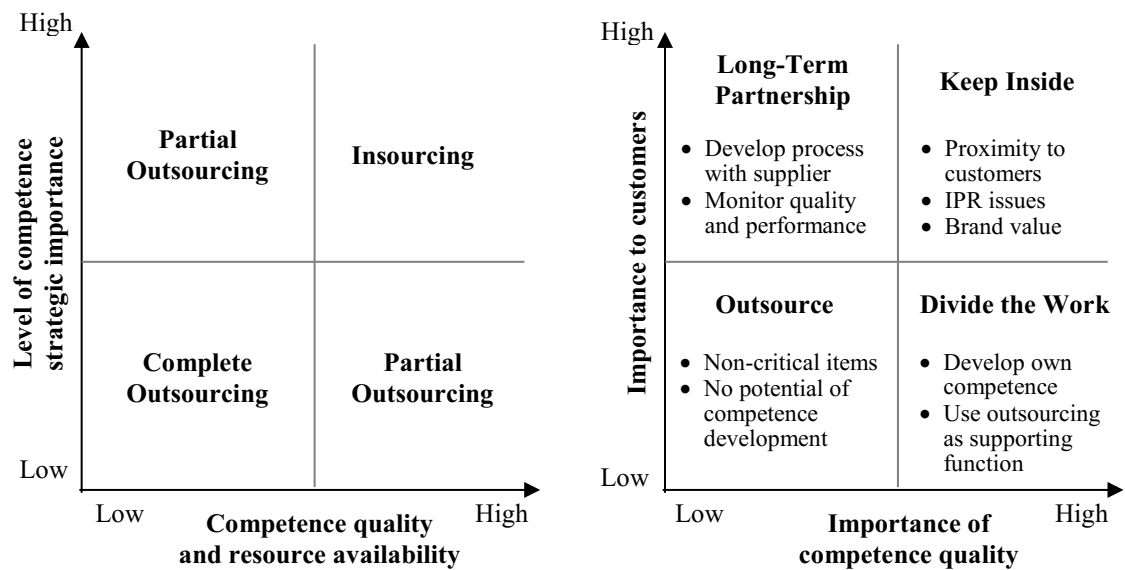 High
Level of competence
strategic importance
Partial
Outsourcing
Insourcing
Complete
Outsourcing
Partial
Outsourcing
Low
Low
High
Competence quality
and resource availability
High
Importance to customers
Long-Term
Partnership
• Develop process
with supplier
• Monitor quality
and performance
Keep Inside
• Proximity to
customers
• IPR issues
• Brand value
Outsource
• Non-critical items
• No potential of
competence
development
Divide the Work
• Develop own
competence
• Use outsourcing
as supporting
function
Low
Low
High
Importance of
competence quality